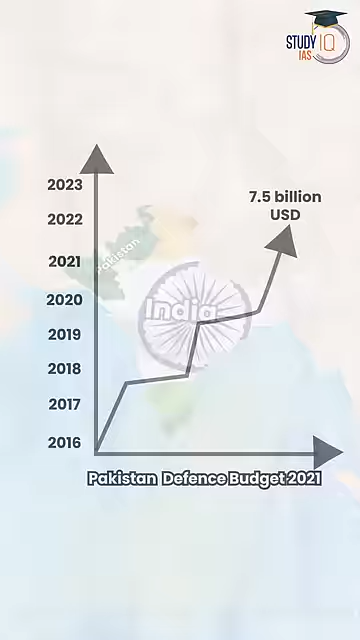 STUDY IQ
IAS
2023
7.5 billion
USD
2022
2021
Pakistan
2020
India
2019
2018
2017
2016
Pakistan Defence Budget 2021